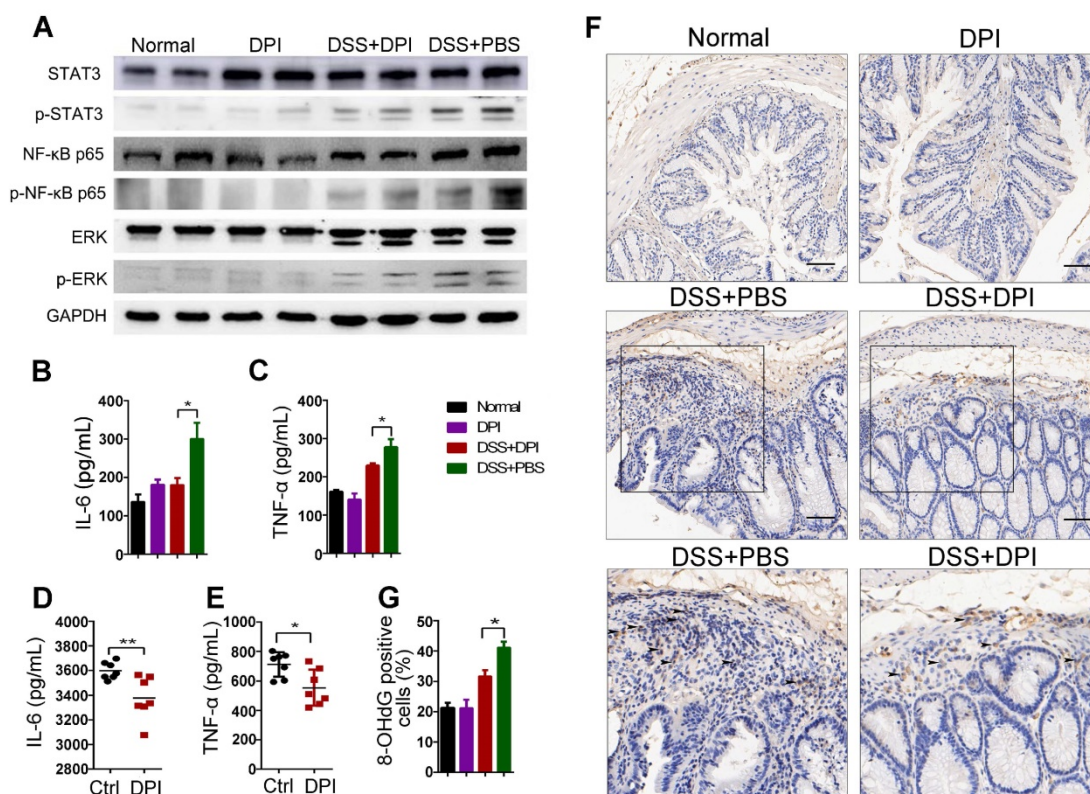 A
Normal DPI DSS+DPI DSS+PBS
STAT3
p-STAT3
NF-κB p65
p-NF-κB p65
ERK
p-ERK
GAPDH
B
IL-6 (pg/mL)
400
300
200
100
0
*
C
TNF-α (pg/mL)
400
300
200
100
0
*
Normal
DPI
DSS+DPI
DSS+PBS
D
IL-6 (pg/mL)
4000
3800
3600
3400
3200
3000
2800
**
Ctrl DPI
E
TNF-α (pg/mL)
1000
800
600
400
200
0
*
Ctrl DPI
G
8-OHdG positive
cells (%)
50
40
30
20
10
0
*
F
Normal DPI
DSS+PBS DSS+DPI
DSS+PBS DSS+DPI